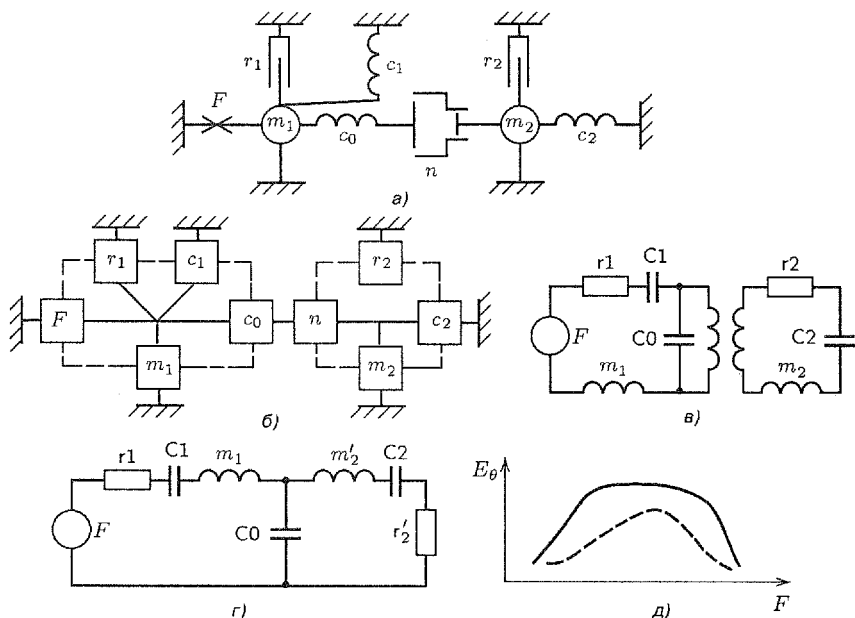 r₁
c₁
r₂
F
m₁
c₀
n
m₂
c₂
а)
r₁
c₁
r₂
F
c₀
n
c₂
m₁
m₂
б)
r1
C1
r2
F
C0
C2
m₁
m₂
в)
r1
C1
m₁
m′₂
C2
F
C0
r′₂
г)
E_θ
F
д)